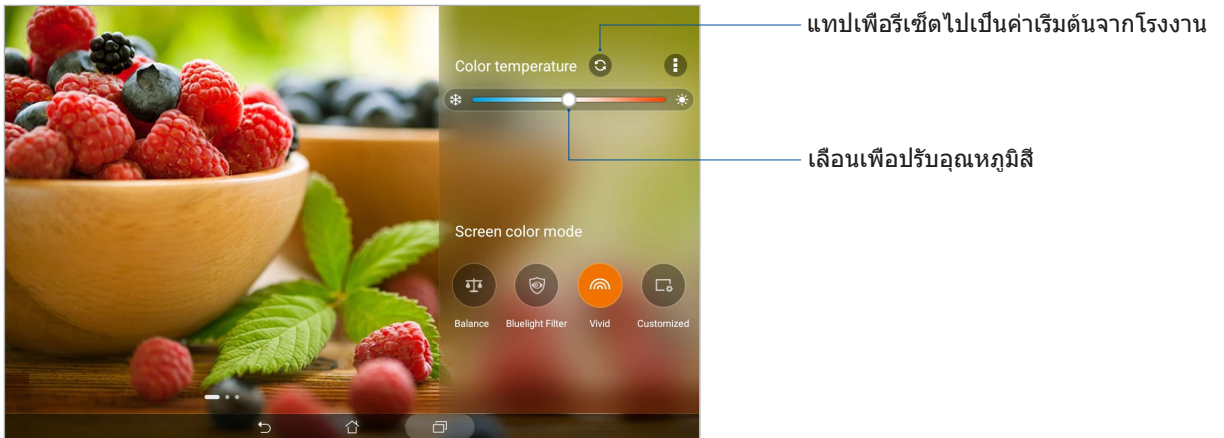 แทปเพือรีเซ็ตไปเป็นค่าเริมต้นจากโรงงาน
Color temperature
เลือนเพือปรับอุณหภูมิสี
Screen color mode
Balance Bluelight Filter Vivid Customized